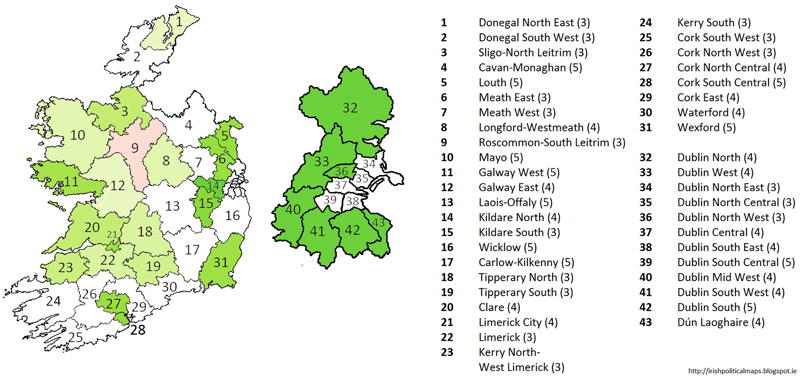 1 Donegal North East (3)
2 Donegal South West (3)
3 Sligo-North Leitrim (3)
4 Cavan-Monaghan (5)
5 Louth (5)
6 Meath East (3)
7 Meath West (3)
8 Longford-Westmeath (4)
9 Roscommon-South Leitrim (3)
10 Mayo (5)
11 Galway West (5)
12 Galway East (4)
13 Laois-Offaly (5)
14 Kildare North (4)
15 Kildare South (3)
16 Wicklow (5)
17 Carlow-Kilkenny (5)
18 Tipperary North (3)
19 Tipperary South (3)
20 Clare (4)
21 Limerick City (4)
22 Limerick (3)
23 Kerry North-
West Limerick (3)
24 Kerry South (3)
25 Cork South West (3)
26 Cork North West (3)
27 Cork North Central (4)
28 Cork South Central (5)
29 Cork East (4)
30 Waterford (4)
31 Wexford (5)
32 Dublin North (4)
33 Dublin West (4)
34 Dublin North East (3)
35 Dublin North Central (3)
36 Dublin North West (3)
37 Dublin Central (4)
38 Dublin South East (4)
39 Dublin South Central (5)
40 Dublin Mid West (4)
41 Dublin South West (4)
42 Dublin South (5)
43 Dún Laoghaire (4)
1
2
3
4
10
5
9
8
7
6
11
12
14
13
15
16
20
21
18
17
23
22
19
31
24
26
27
29
30
25
28
32
33
34
36
35
37
39
38
40
41
42
43
http://irishpoliticalmaps.blogspot.ie